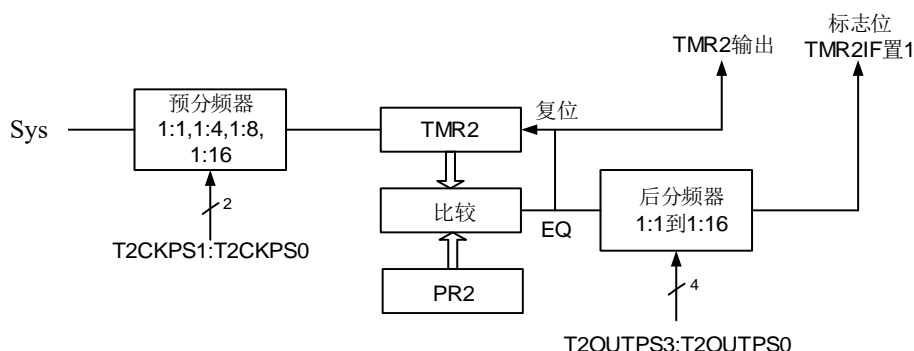 标志位
TMR2IF置1
TMR2输出
预分频器
1:1,1:4,1:8,
1:16
Sys
TMR2
复位
2
比较
EQ
后分频器
1:1到1:16
T2CKPS1:T2CKPS0
PR2
4
T2OUTPS3:T2OUTPS0